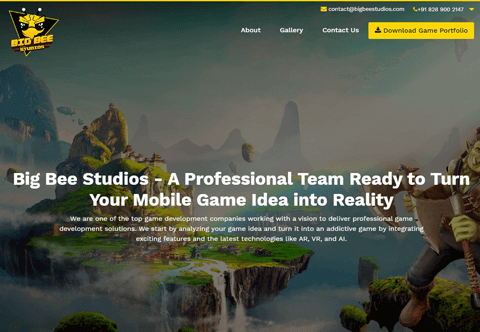 contact@bigbeestudios.com +91 828 900 2147
BIG BEE
STUDIOS
About Gallery Contact Us Download Game Portfolio
Big Bee Studios - A Professional Team Ready to Turn
Your Mobile Game Idea into Reality
We are one of the top game development companies working with a vision to deliver professional game
development solutions. We start by analyzing your game idea and turn it into an addictive game by integrating
exciting features and the latest technologies like AR, VR, and AI.